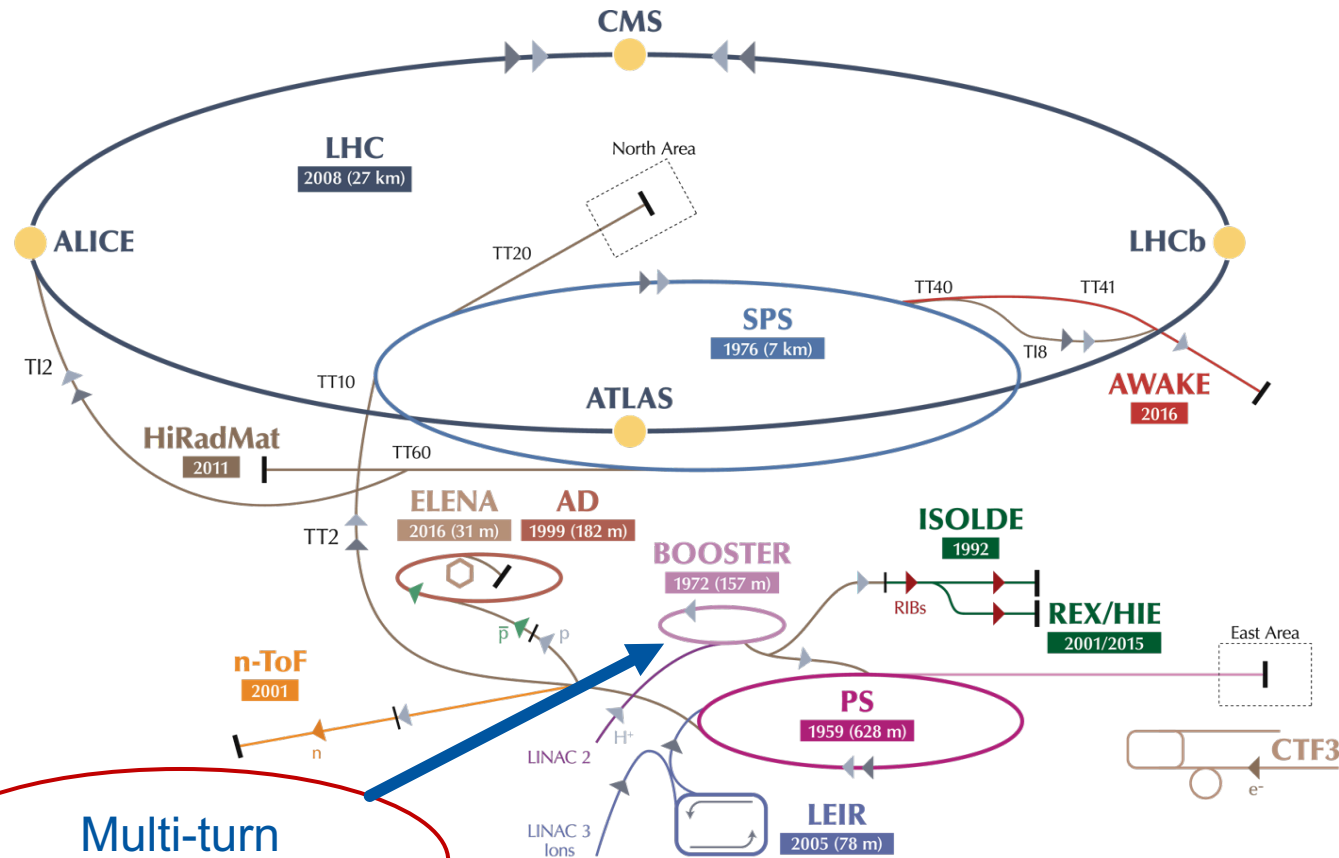 CMS
LHC
2008 (27 km)
North Area
ALICE
LHCb
TT20
TT40
TT41
SPS
1976 (7 km)
TI8
TI2
TT10
ATLAS
AWAKE
2016
HiRadMat
2011
TT60
ELENA
2016 (31 m)
AD
1999 (182 m)
TT2
ISOLDE
1992
BOOSTER
1972 (157 m)
RIBs
REX/HIE
2001/2015
p̅
p
East Area
n-ToF
2001
PS
1959 (628 m)
n
H⁺
LINAC 2
CTF3
e⁻
Multi-turn
LINAC 3
Ions
LEIR
2005 (78 m)